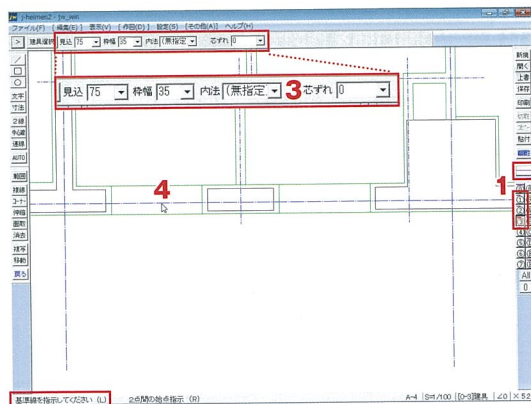 j-heimen2 - jw_win
ファイル(F) [編集(E)] 表示(V) [作図(D)] 設定(S) [その他(A)] ヘルプ(H)
> 建具選択 見込 75 枠幅 35 内法 (無指定) 芯ずれ 0
見込 75 枠幅 35 内法 (無指定) 3 芯ずれ 0
文字
寸法
2線
中心線
連線
AUTO
範囲
複線
コーナー
伸縮
面取
消去
複写
移動
戻る
4
新規
開く
上書
保存
印刷
貼付
1
All
0
基準線を指示してください (L) 2点間の始点指示 (R)
A-4 S=1/100 [0-3]建具 ∠0